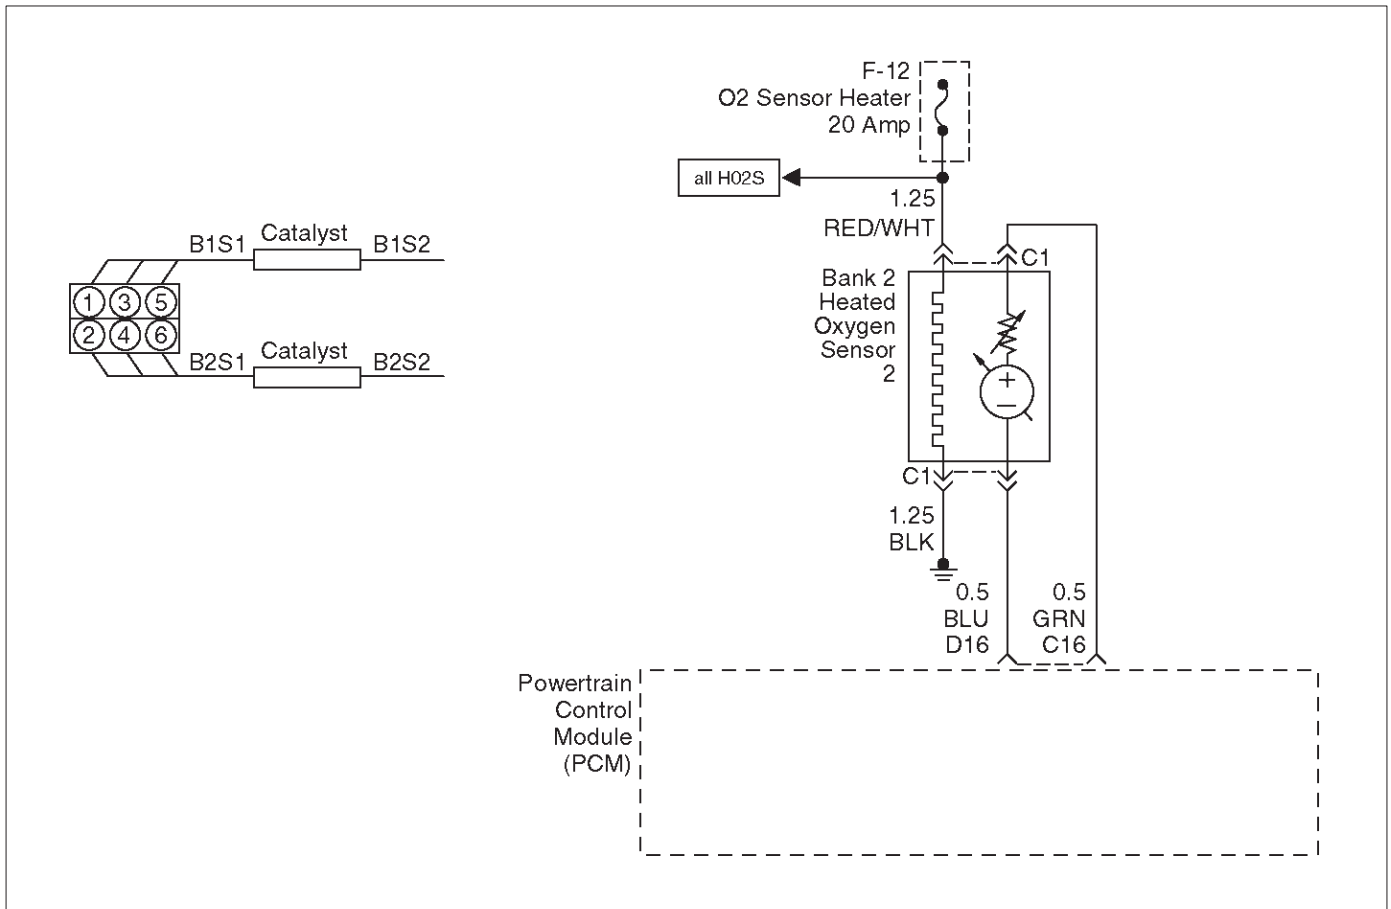 F-12
O2 Sensor Heater
20 Amp
all H02S
1.25
RED/WHT
C1
Bank 2
Heated
Oxygen
Sensor
2
+
−
C1
1.25
BLK
0.5
BLU
D16
0.5
GRN
C16
Powertrain
Control
Module
(PCM)
B1S1 Catalyst B1S2
1 3 5
2 4 6
B2S1 Catalyst B2S2